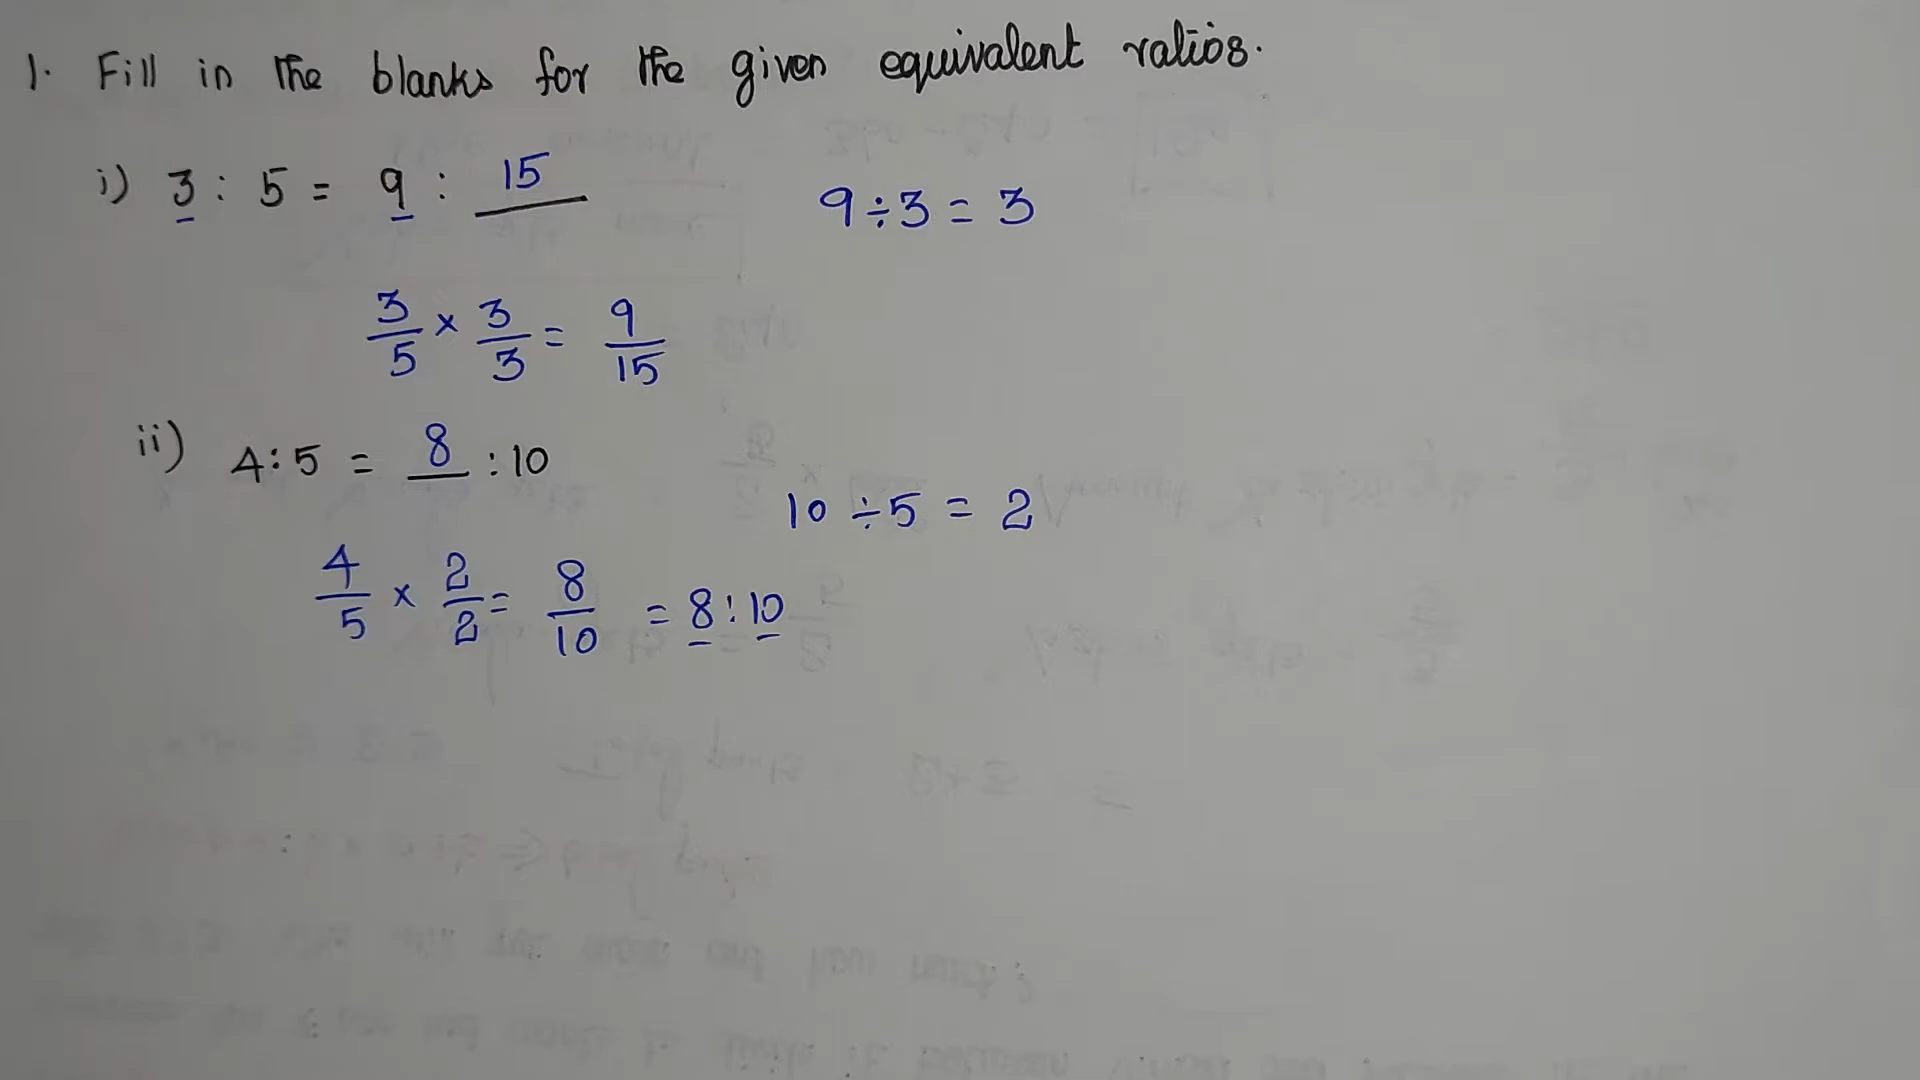 1. Fill in the blanks for the given equivalent ratios.
i) 3 : 5 = 9 : 15
9 ÷ 3 = 3
3/5 × 3/3 = 9/15
ii) 4 : 5 = 8 : 10
10 ÷ 5 = 2
4/5 × 2/2 = 8/10 = 8 : 10